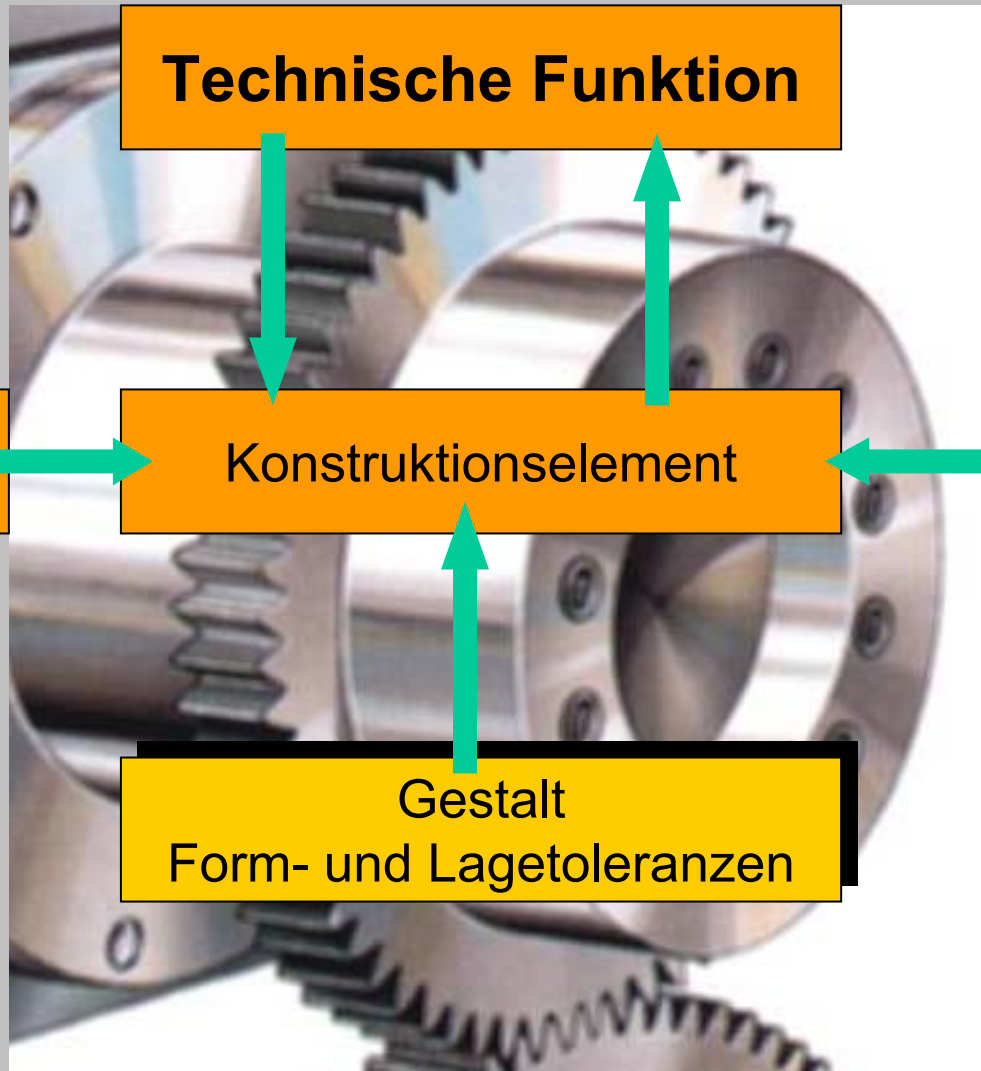 Technische Funktion
Konstruktionselement
Gestalt
Form- und Lagetoleranzen